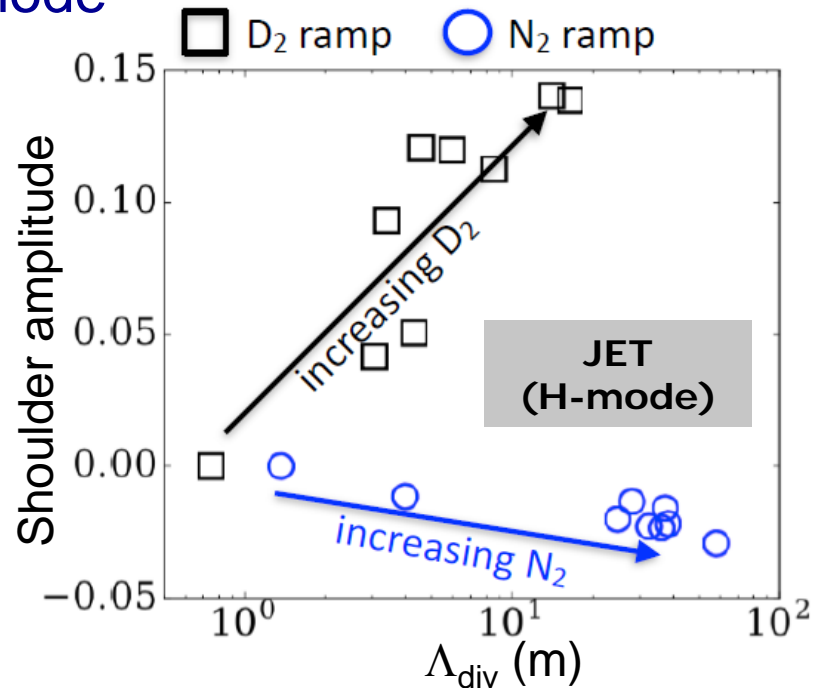 ode
D₂ ramp N₂ ramp
0.15
0.10
0.05
0.00
−0.05
Shoulder amplitude
increasing D₂
JET
(H-mode)
increasing N₂
10⁰ 10¹ 10²
Λdiv (m)